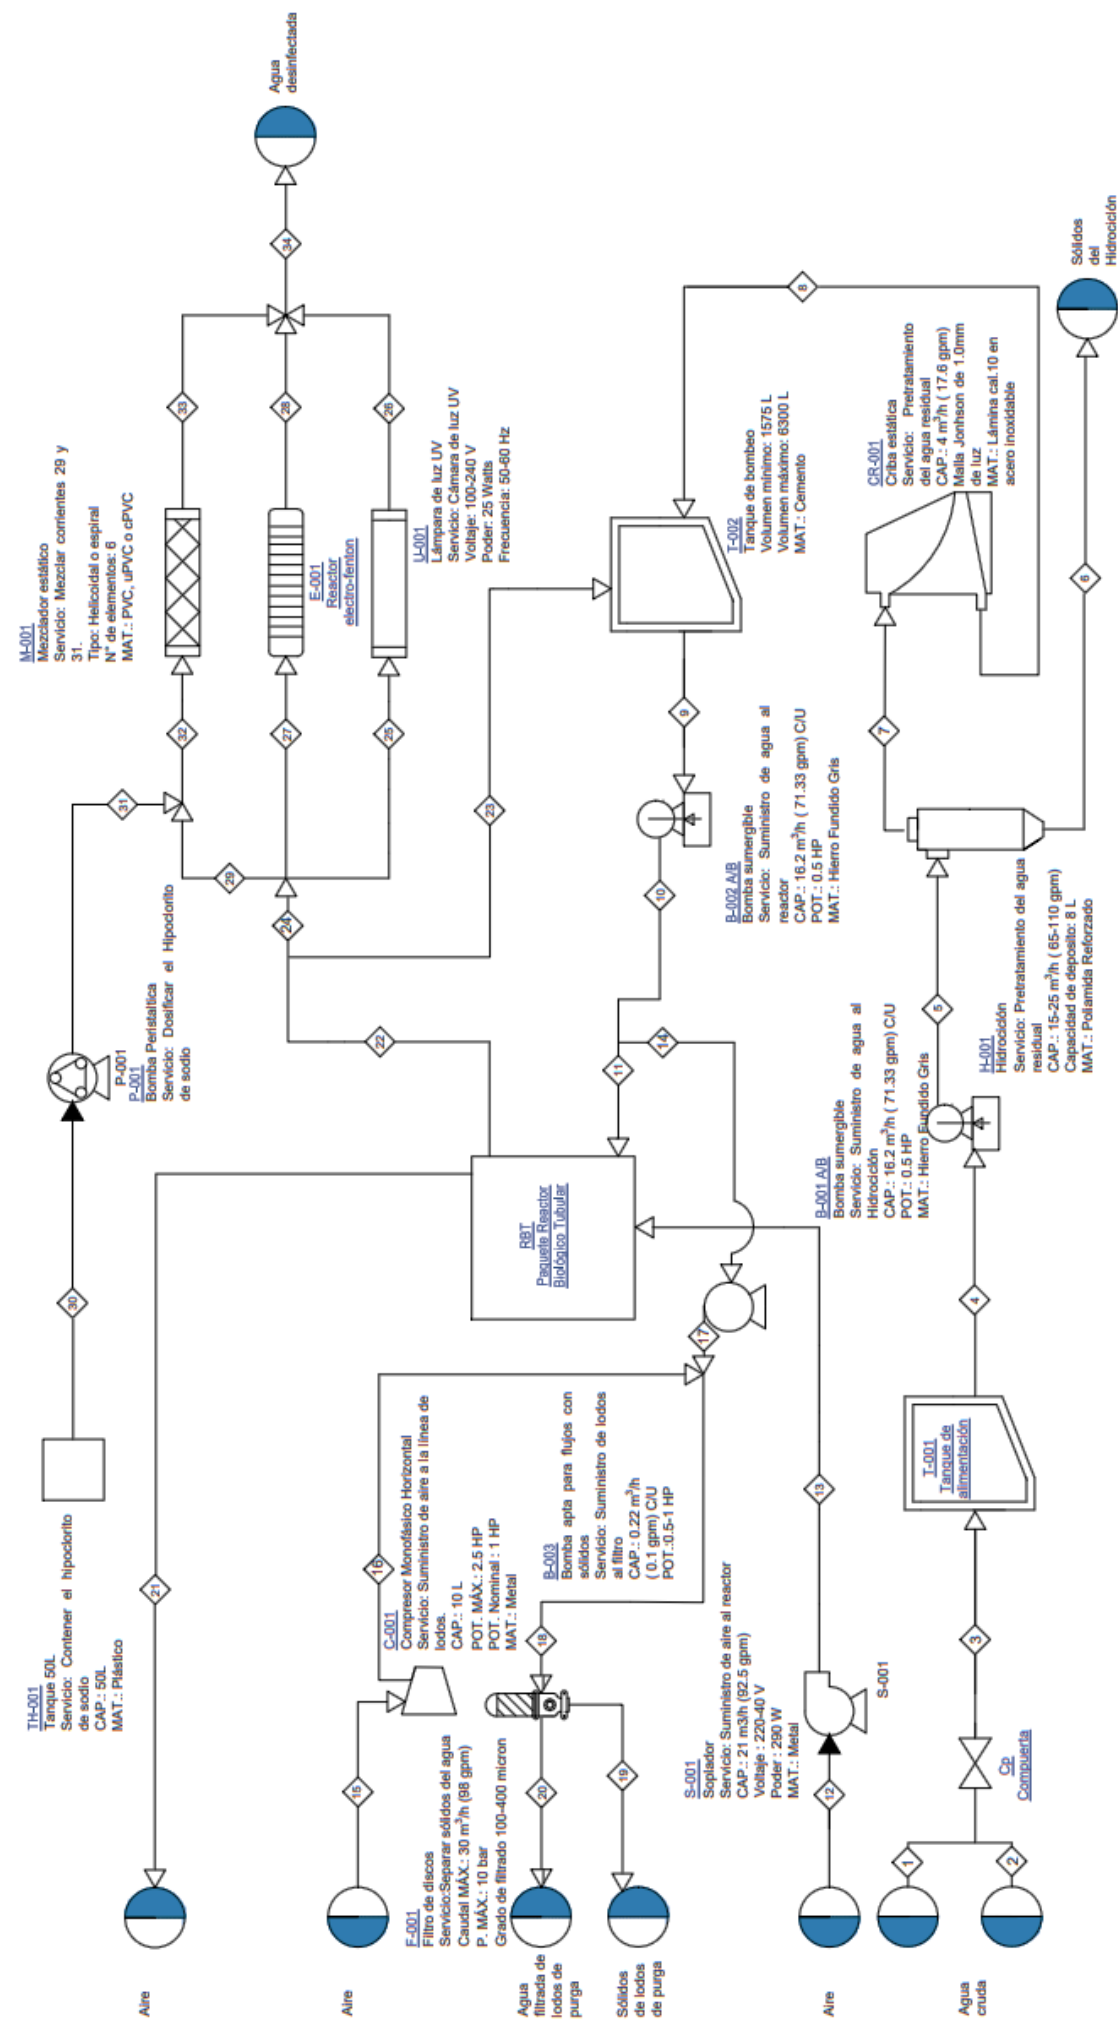 M-001
Mezclador estático
Servicio: Mezclar corrientes 29 y
31.
Tipo: Helicoidal o espiral
N° de elementos: 6
MAT.: PVC, uPVC o cPVC
Agua
desinfectada
34
33
28
26
32
27
25
31
29
24
E-001
Reactor
electro-fenton
U-001
Lámpara de luz UV
Servicio: Cámara de luz UV
Voltaje: 100-240 V
Poder: 25 Watts
Frecuencia: 50-60 Hz
P-001
P-001
Bomba Peristaltica
Servicio: Dosificar el Hipoclorito
de sodio
30
TH-001
Tanque 50L
Servicio: Contener el hipoclorito
de sodio
CAP.: 50L
MAT.: Plástico
21
22
23
Aire
RBT
Paquete Reactor
Biológico Tubular
T-002
Tanque de bombeo
Volumen minimo: 1575 L
Volumen máximo: 6300 L
MAT.: Cemento
8
9
10
11
14
B-002 A/B
Bomba sumergible
Servicio: Suministro de agua al
reactor
CAP.: 16.2 m³/h ( 71.33 gpm) C/U
POT.: 0.5 HP
MAT.: Hierro Fundido Gris
CR-001
Criba estática
Servicio: Pretratamiento
del agua residual
CAP.: 4 m³/h ( 17.6 gpm)
Malla Jonhson de 1.0mm
de luz
MAT.: Lámina cal.10 en
acero inoxidable
Sólidos
del
Hidrociclón
6
7
5
H-001
Hidrociclón
Servicio: Pretratamiento del agua
residual
CAP.: 15-25 m³/h ( 65-110 gpm)
Capacidad de deposito: 8 L
MAT.: Poliamida Reforzado
B-001 A/B
Bomba sumergible
Servicio: Suministro de agua al
Hidrociclón
CAP.: 16.2 m³/h ( 71.33 gpm) C/U
POT.: 0.5 HP
MAT.: Hierro Fundido Gris
4
T-001
Tanque de
alimentación
3
Cp
Compuerta
1
2
Agua
cruda
C-001
Compresor Monofásico Horizontal
Servicio: Suministro de aire a la línea de
lodos.
CAP.: 10 L
POT. MÁX.: 2.5 HP
POT. Nominal : 1 HP
MAT.: Metal
16
17
B-003
Bomba apta para flujos con
sólidos
Servicio: Suministro de lodos
al filtro
CAP.: 0.22 m³/h
( 0.1 gpm) C/U
POT.:0.5-1 HP
15
Aire
18
20
19
F-001
Filtro de discos
Servicio:Separar sólidos del agua
Caudal MÁX.: 30 m³/h (98 gpm)
P. MÁX.: 10 bar
Grado de filtrado 100-400 micron
Agua
filtrada de
lodos de
purga
Sólidos
de lodos
de purga
13
S-001
S-001
Soplador
Servicio: Suministro de aire al reactor
CAP.: 21 m3/h (92.5 gpm)
Voltaje : 220-40 V
Poder : 290 W
MAT.: Metal
12
Aire